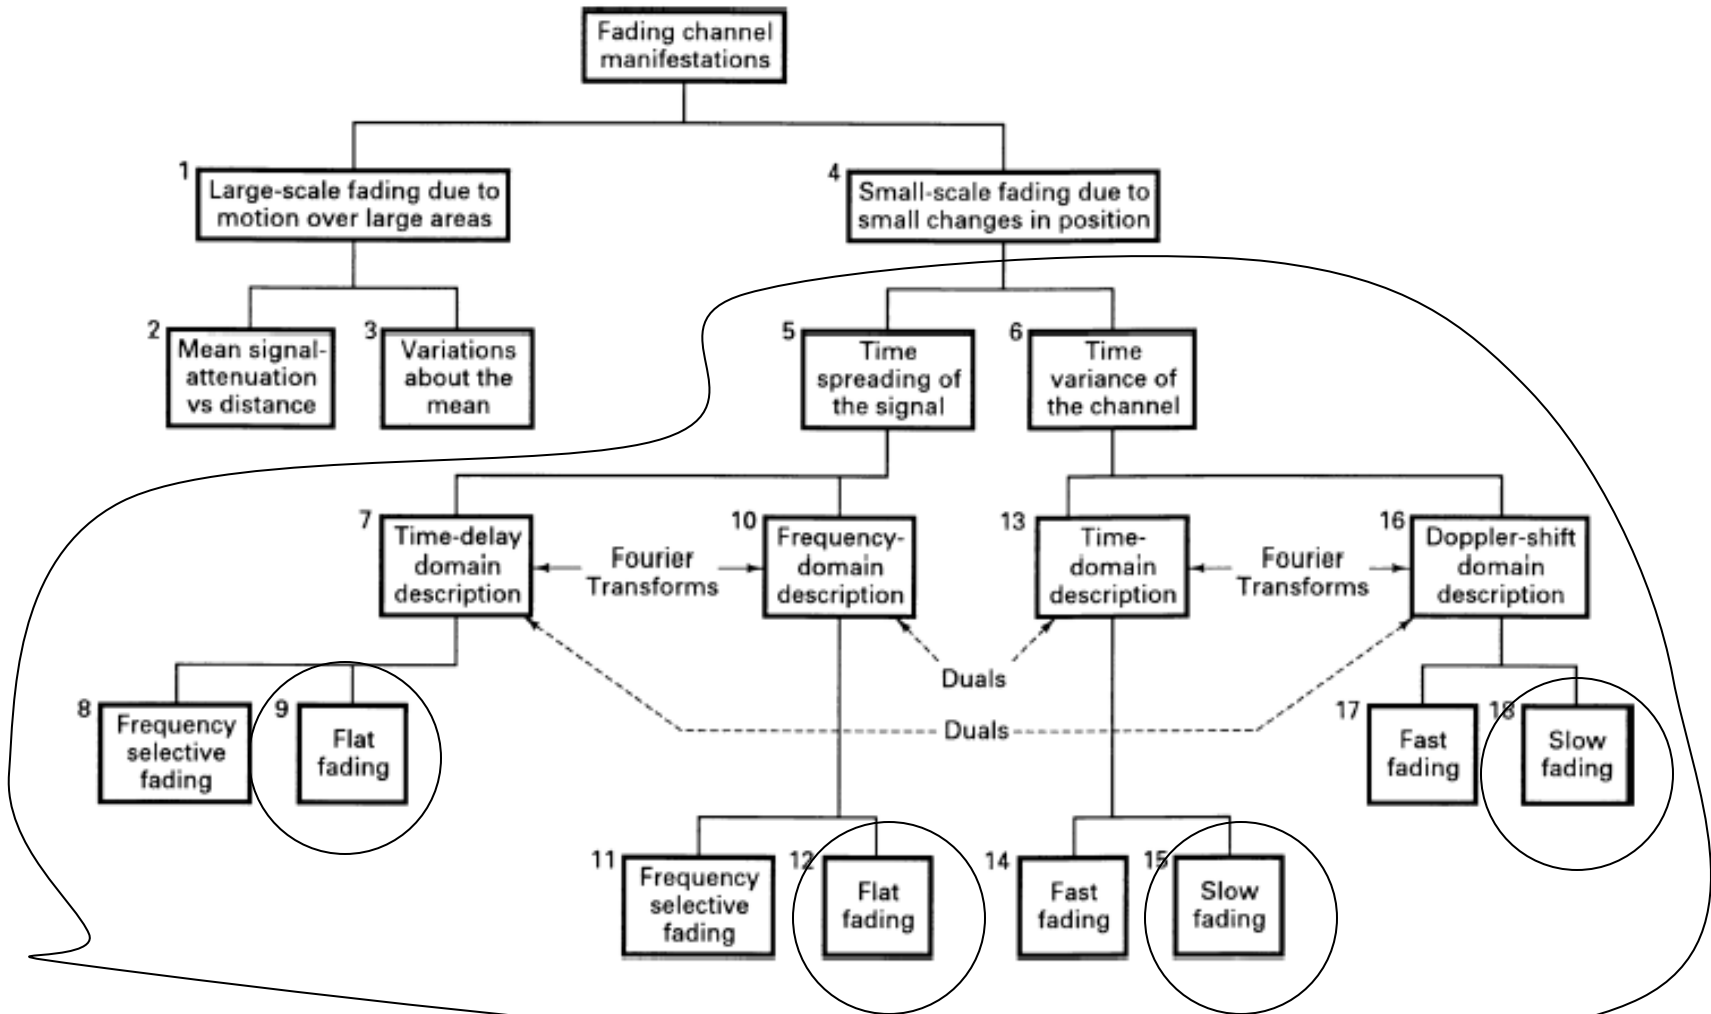 Fading channel
manifestations
1
Large-scale fading due to
motion over large areas
4
Small-scale fading due to
small changes in position
2
Mean signal-
attenuation
vs distance
3
Variations
about the
mean
5
Time
spreading of
the signal
6
Time
variance of
the channel
7
Time-delay
domain
description
Fourier
Transforms
10
Frequency-
domain
description
13
Time-
domain
description
Fourier
Transforms
16
Doppler-shift
domain
description
Duals
Duals
8
Frequency
selective
fading
9
Flat
fading
17
Fast
fading
18
Slow
fading
11
Frequency
selective
fading
12
Flat
fading
14
Fast
fading
15
Slow
fading